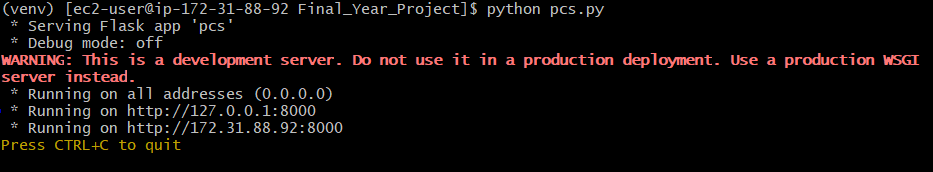 (venv) [ec2-user@ip-172-31-88-92 Final_Year_Project]$ python pcs.py
 * Serving Flask app 'pcs'
 * Debug mode: off
WARNING: This is a development server. Do not use it in a production deployment. Use a production WSGI
server instead.
 * Running on all addresses (0.0.0.0)
 * Running on http://127.0.0.1:8000
 * Running on http://172.31.88.92:8000
Press CTRL+C to quit